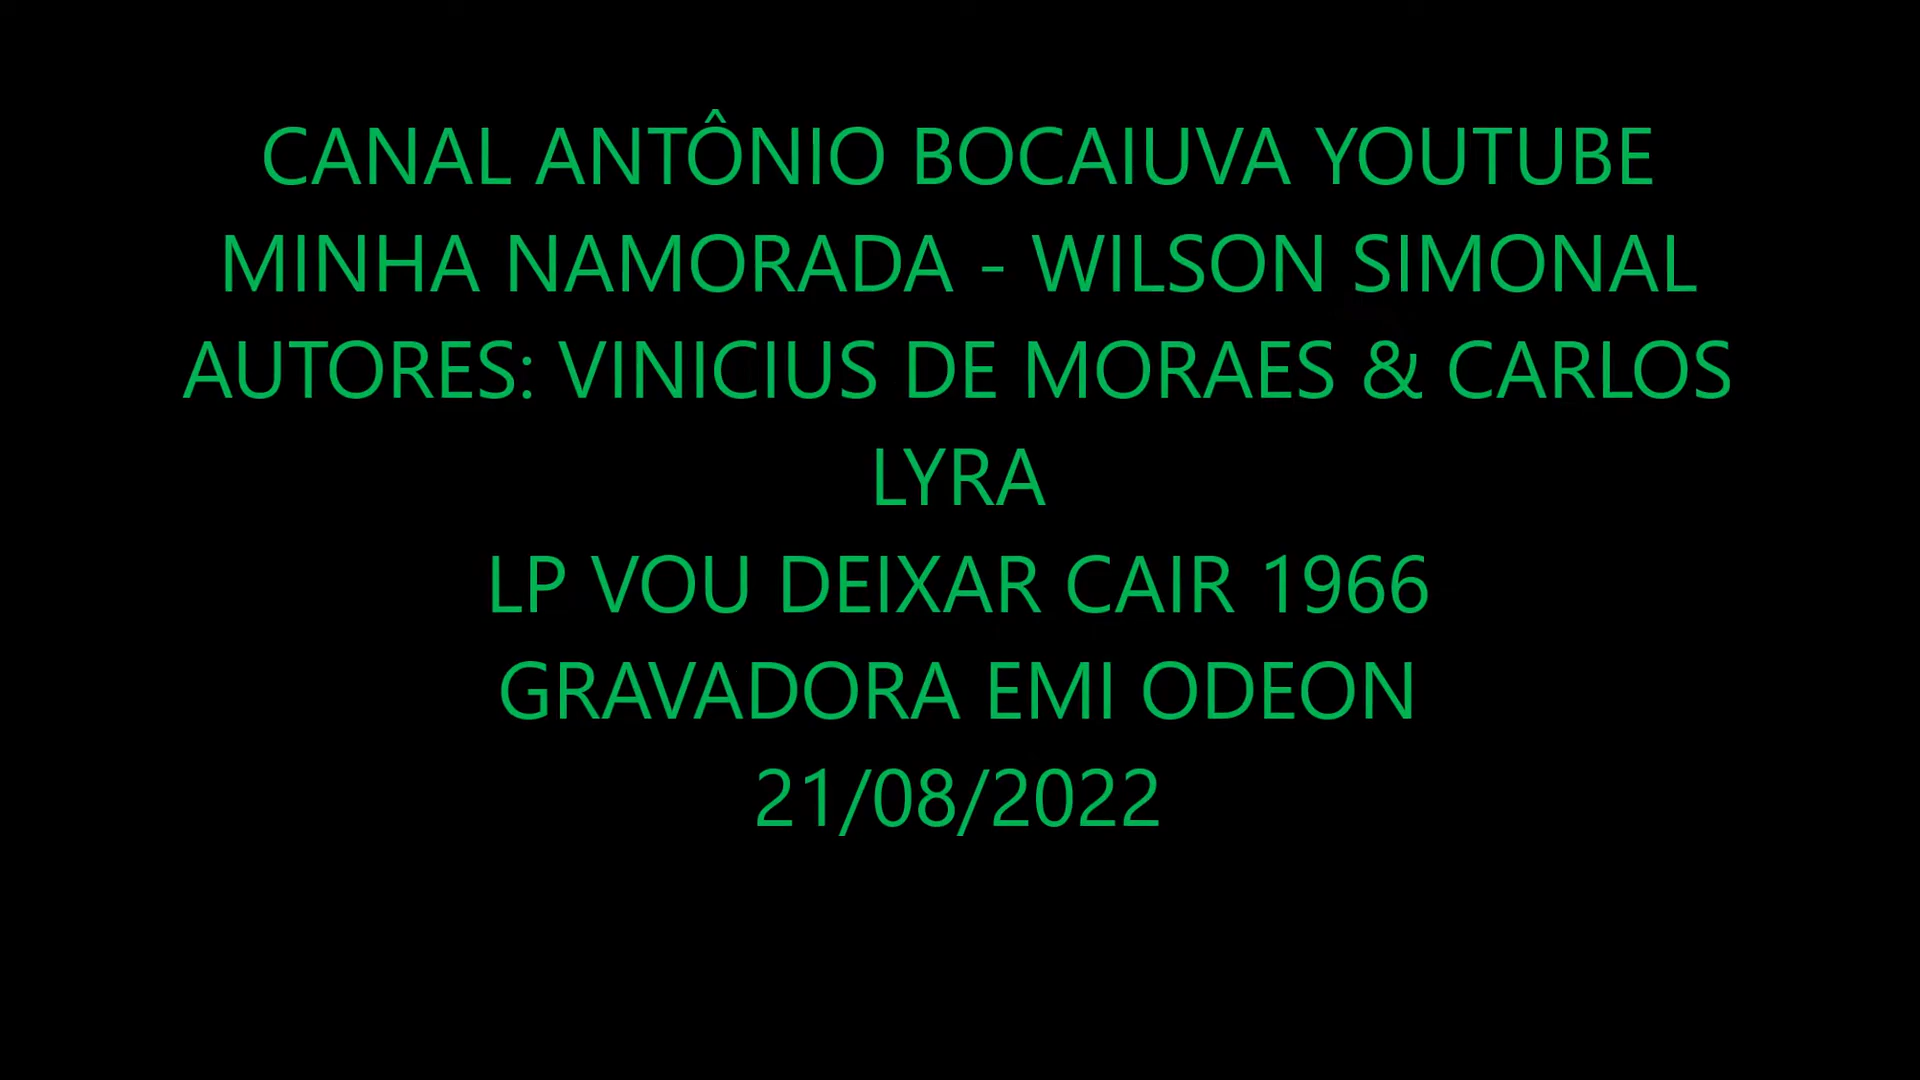 CANAL ANTÔNIO BOCAIUVA YOUTUBE
MINHA NAMORADA - WILSON SIMONAL
AUTORES: VINICIUS DE MORAES & CARLOS
LYRA
LP VOU DEIXAR CAIR 1966
GRAVADORA EMI ODEON
21/08/2022